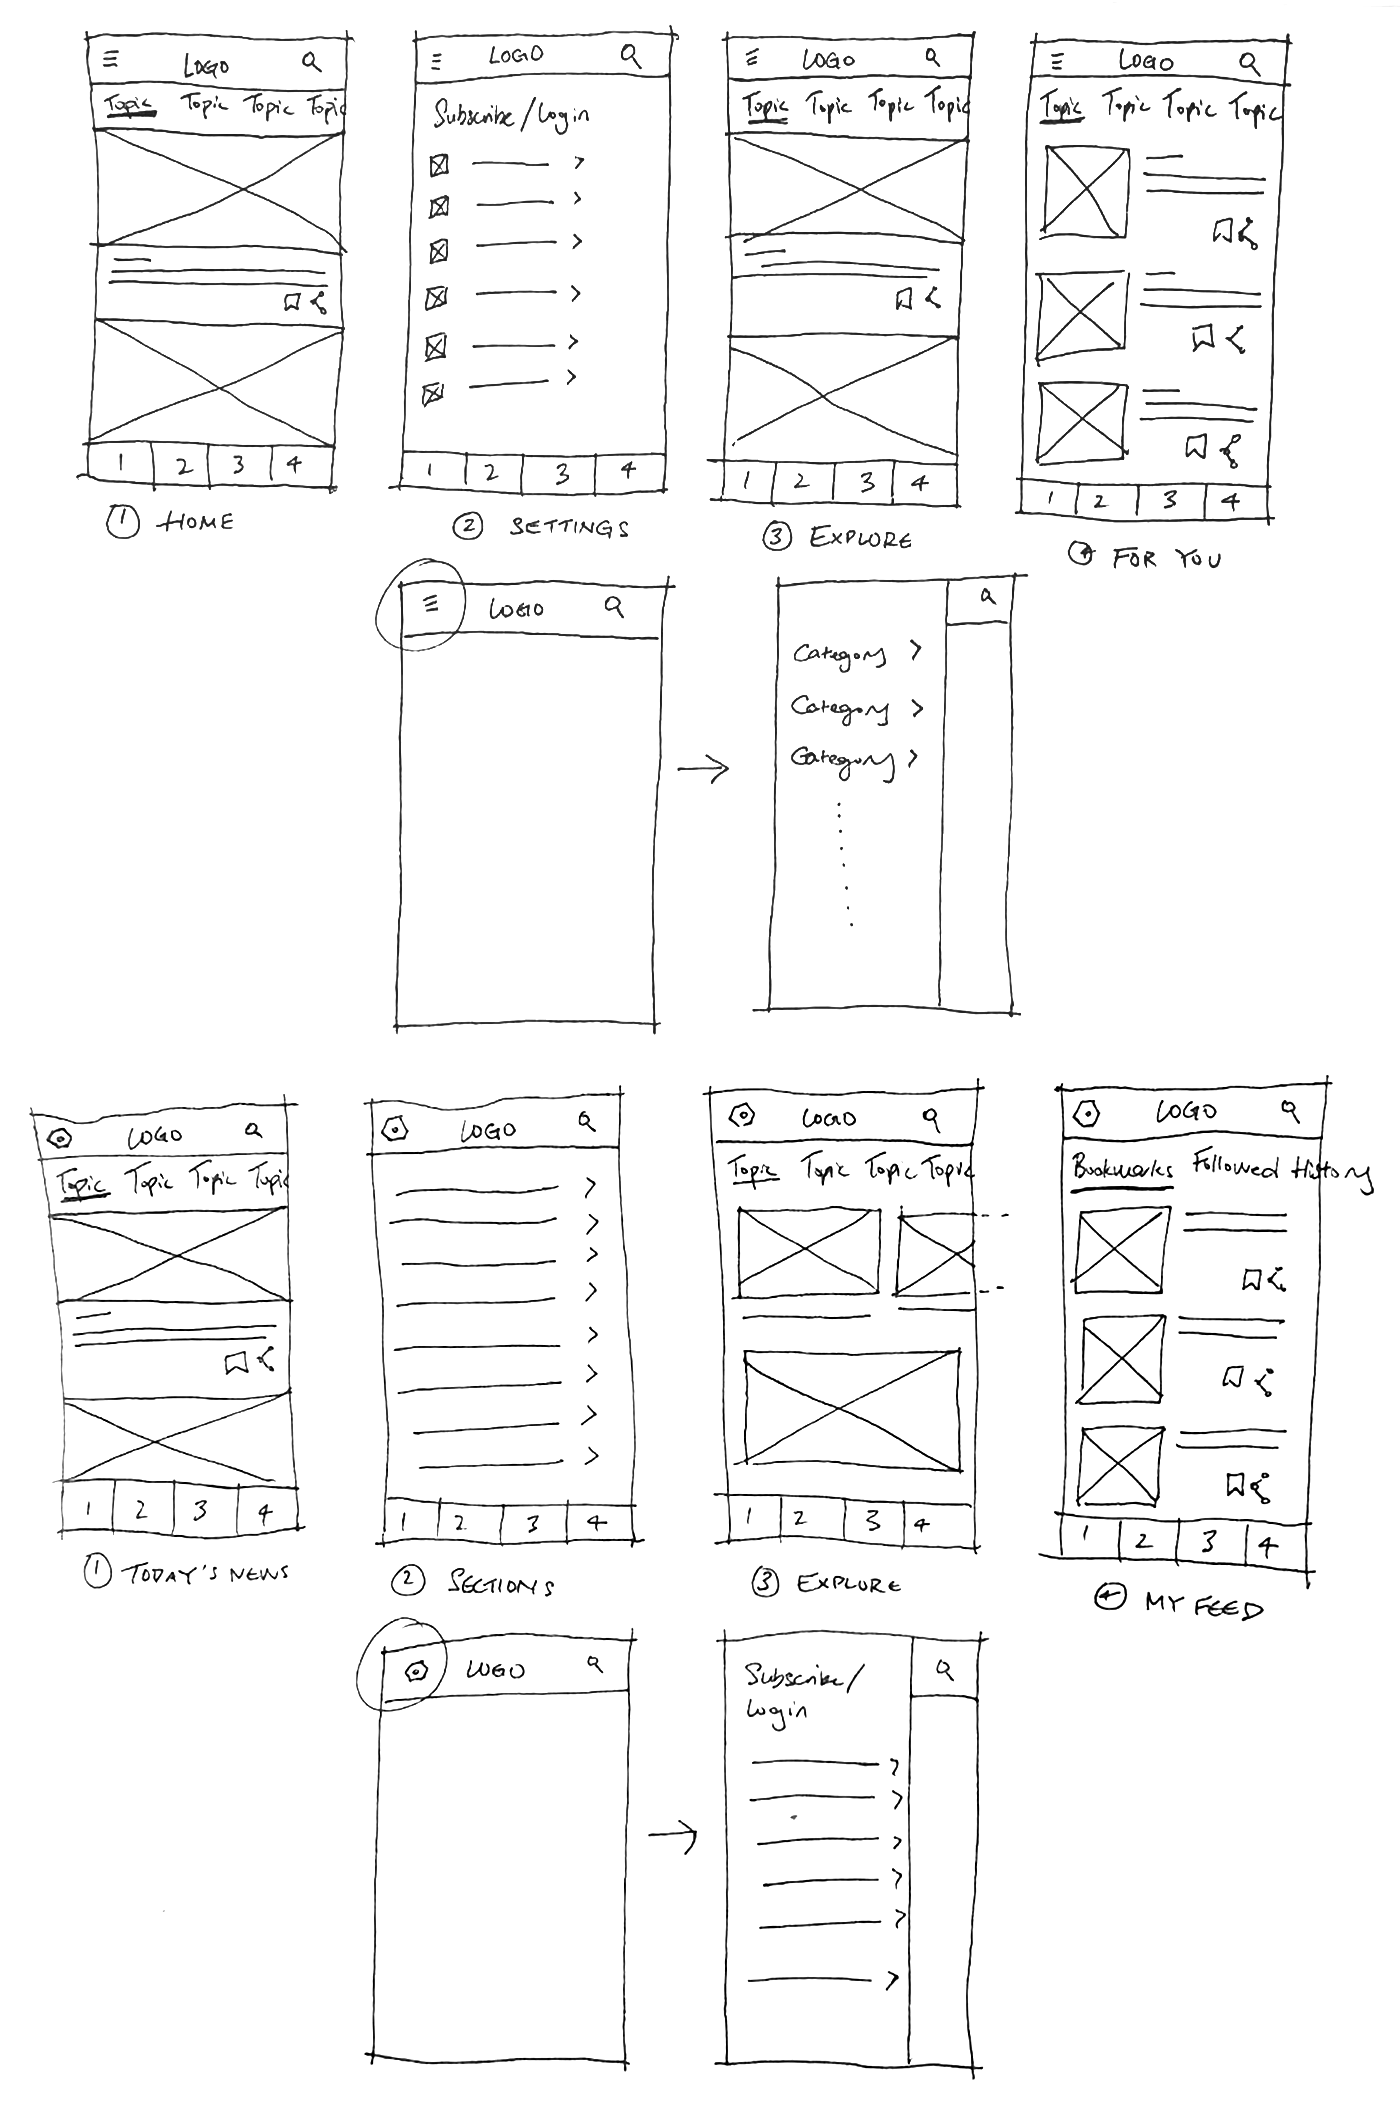 LOGO
Topic Topic Topic Topic
1 2 3 4
① HOME
LOGO
Subscribe/Login
1 2 3 4
② SETTINGS
LOGO
Topic Topic Topic Topic
1 2 3 4
③ EXPLORE
LOGO
Topic Topic Topic Topic
1 2 3 4
④ FOR YOU
LOGO
Category >
Category >
Category >
LOGO
Topic Topic Topic Topic
1 2 3 4
① TODAY'S NEWS
LOGO
1 2 3 4
② SECTIONS
LOGO
Topic Topic Topic Topic
1 2 3 4
③ EXPLORE
LOGO
Bookmarks Followed History
1 2 3 4
④ MY FEED
LOGO
Subscribe/
Login